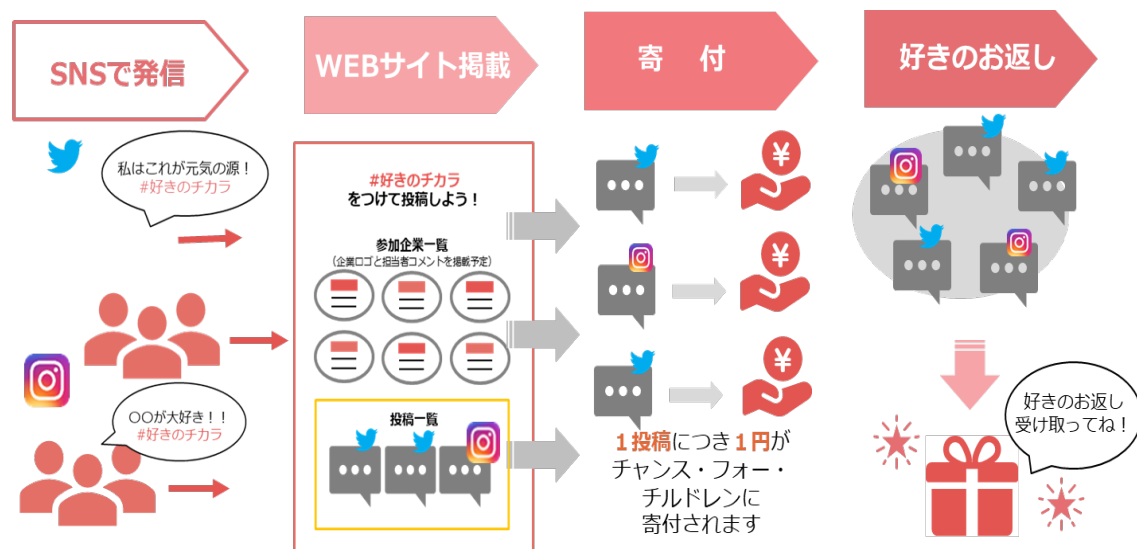 SNSで発信
WEBサイト掲載
寄　付
好きのお返し
私はこれが元気の源！
#好きのチカラ
〇〇が大好き！！
#好きのチカラ
#好きのチカラ
をつけて投稿しよう！
参加企業一覧
（企業ロゴと担当者コメントを掲載予定）
投稿一覧
¥
¥
¥
１投稿につき１円が
チャンス・フォー・
チルドレンに
寄付されます
好きのお返し
受け取ってね！